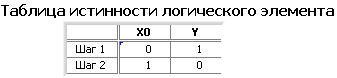 Таблица истинности логического элемента
X0 Y
Шаг 1 0 1
Шаг 2 1 0